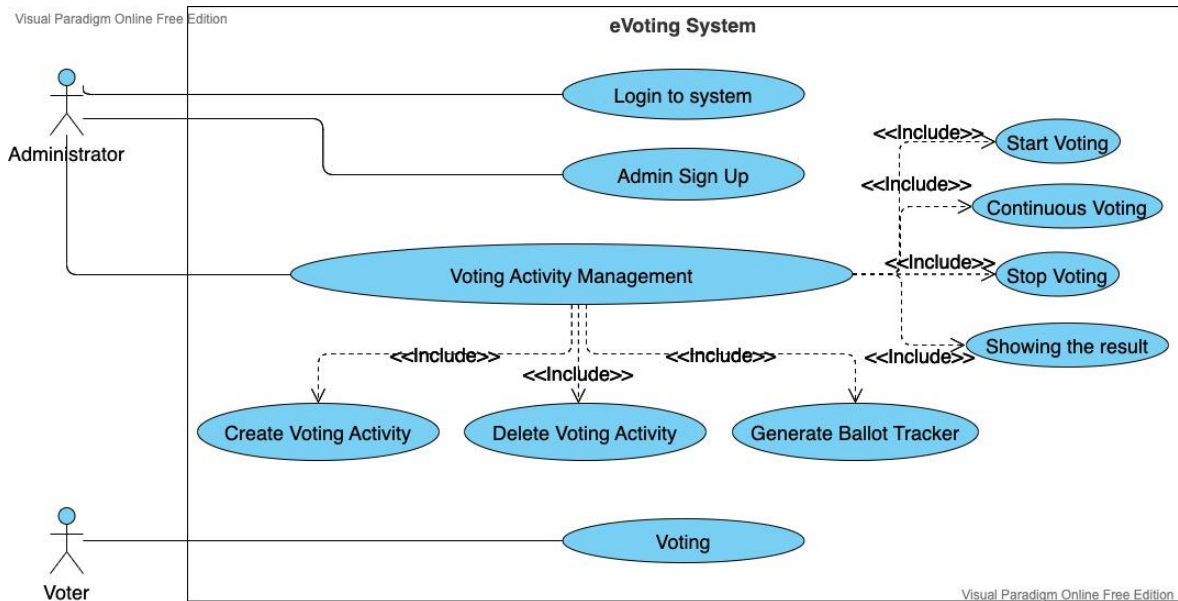 Visual Paradigm Online Free Edition
eVoting System
Login to system
Administrator
<<Include>>
Start Voting
Admin Sign Up
<<Include>>
Continuous Voting
Voting Activity Management
<<Include>>
Stop Voting
<<Include>>
Showing the result
<<Include>>
<<Include>>
<<Include>>
Create Voting Activity
Delete Voting Activity
Generate Ballot Tracker
Voting
Voter
Visual Paradigm Online Free Edition